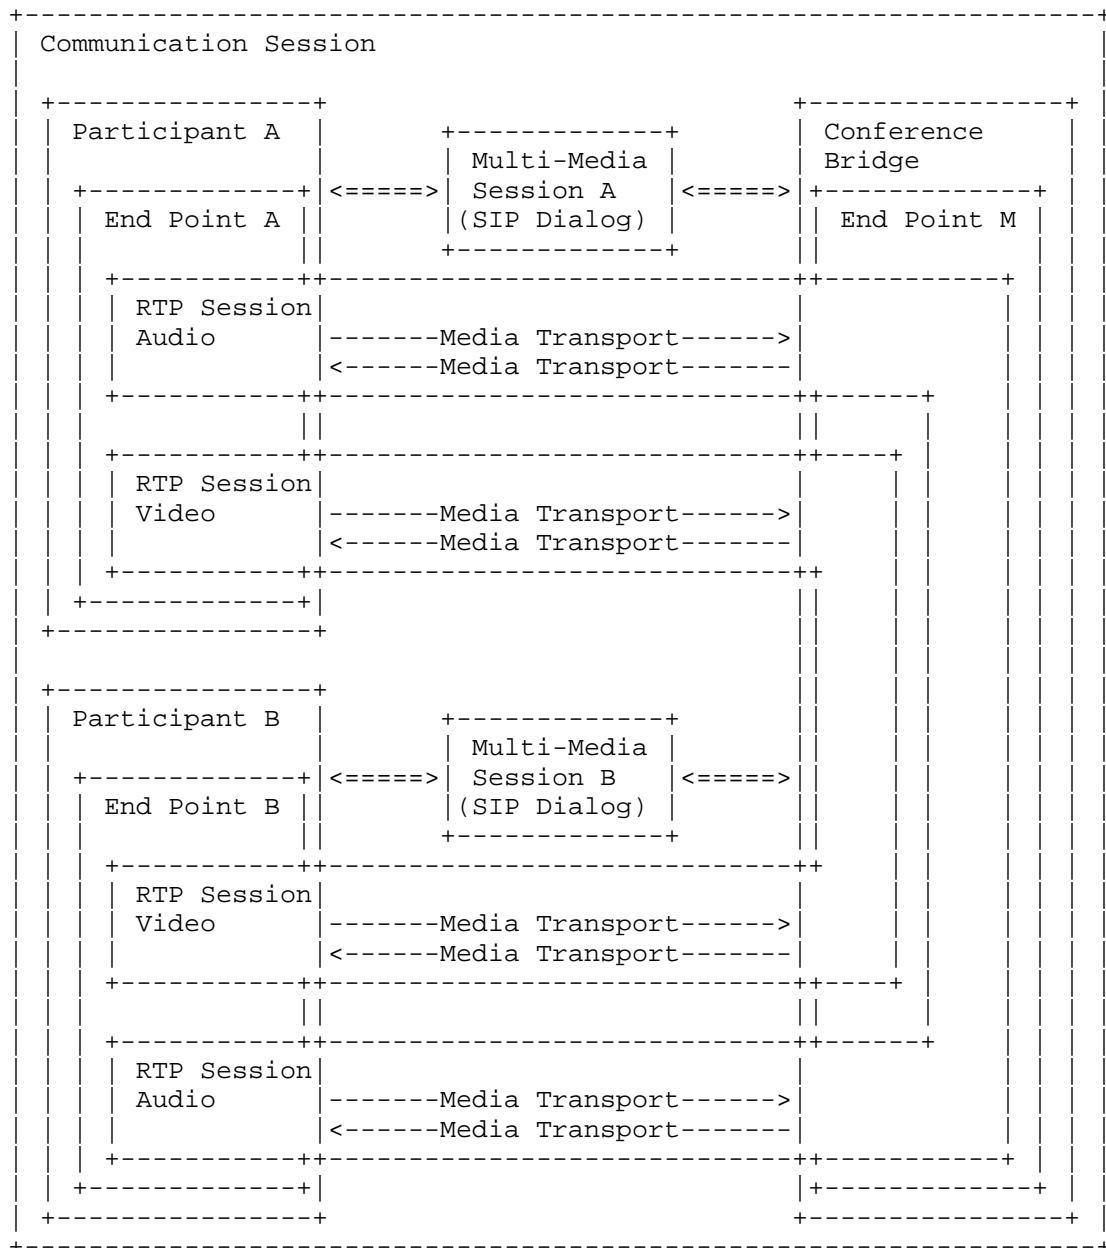 Communication Session
Participant A
Conference
Multi-Media
Bridge
<=====> Session A <=====>
End Point A (SIP Dialog) End Point M
RTP Session
Audio -------Media Transport------>
<------Media Transport-------
RTP Session
Video -------Media Transport------>
<------Media Transport-------
Participant B
Multi-Media
<=====> Session B <=====>
End Point B (SIP Dialog)
RTP Session
Video -------Media Transport------>
<------Media Transport-------
RTP Session
Audio -------Media Transport------>
<------Media Transport-------